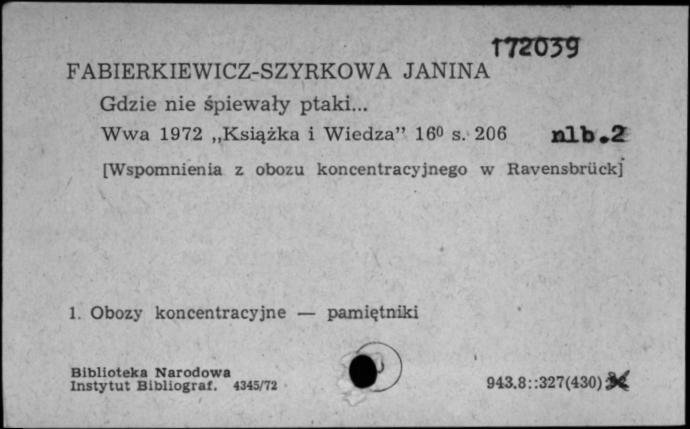 172039
FABIERKIEWICZ-SZYRKOWA JANINA
Gdzie nie śpiewały ptaki...
Wwa 1972 „Książka i Wiedza” 16⁰ s. 206 nlb.2
[Wspomnienia z obozu koncentracyjnego w Ravensbrück]
1. Obozy koncentracyjne — pamiętniki
Biblioteka Narodowa
Instytut Bibliograf. 4345/72
943.8::327(430)